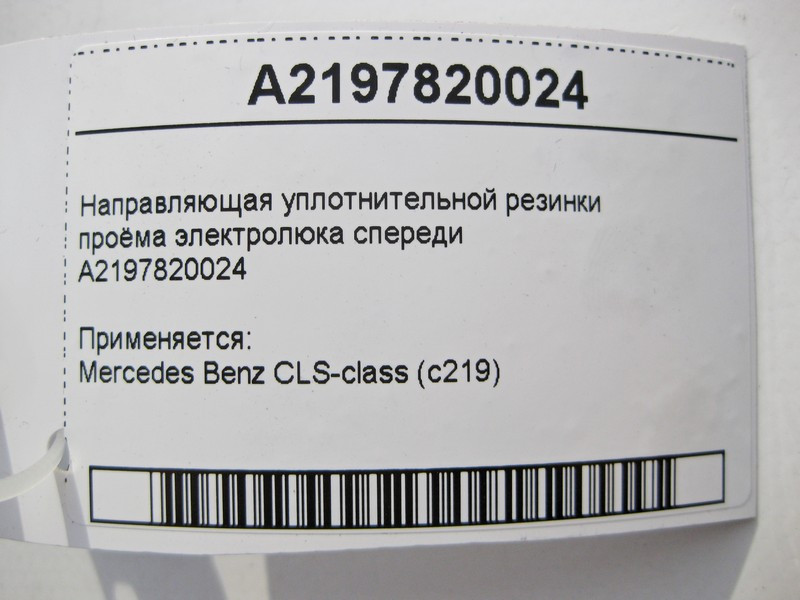 A2197820024
Направляющая уплотнительной резинки
проёма электролюка спереди
A2197820024
Применяется:
Mercedes Benz CLS-class (c219)